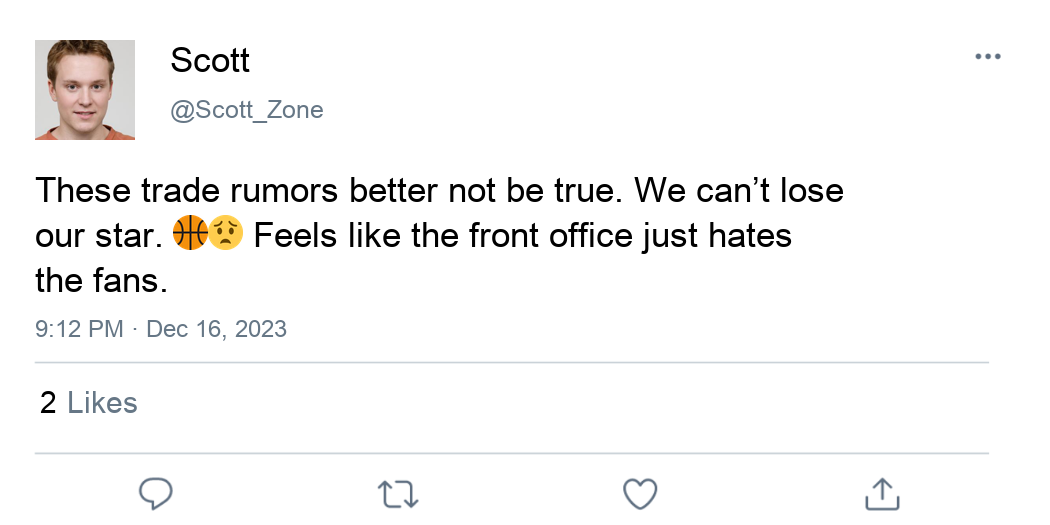 Scott
@Scott_Zone
These trade rumors better not be true. We can’t lose
our star. 🏀😟 Feels like the front office just hates
the fans.
9:12 PM · Dec 16, 2023
2 Likes